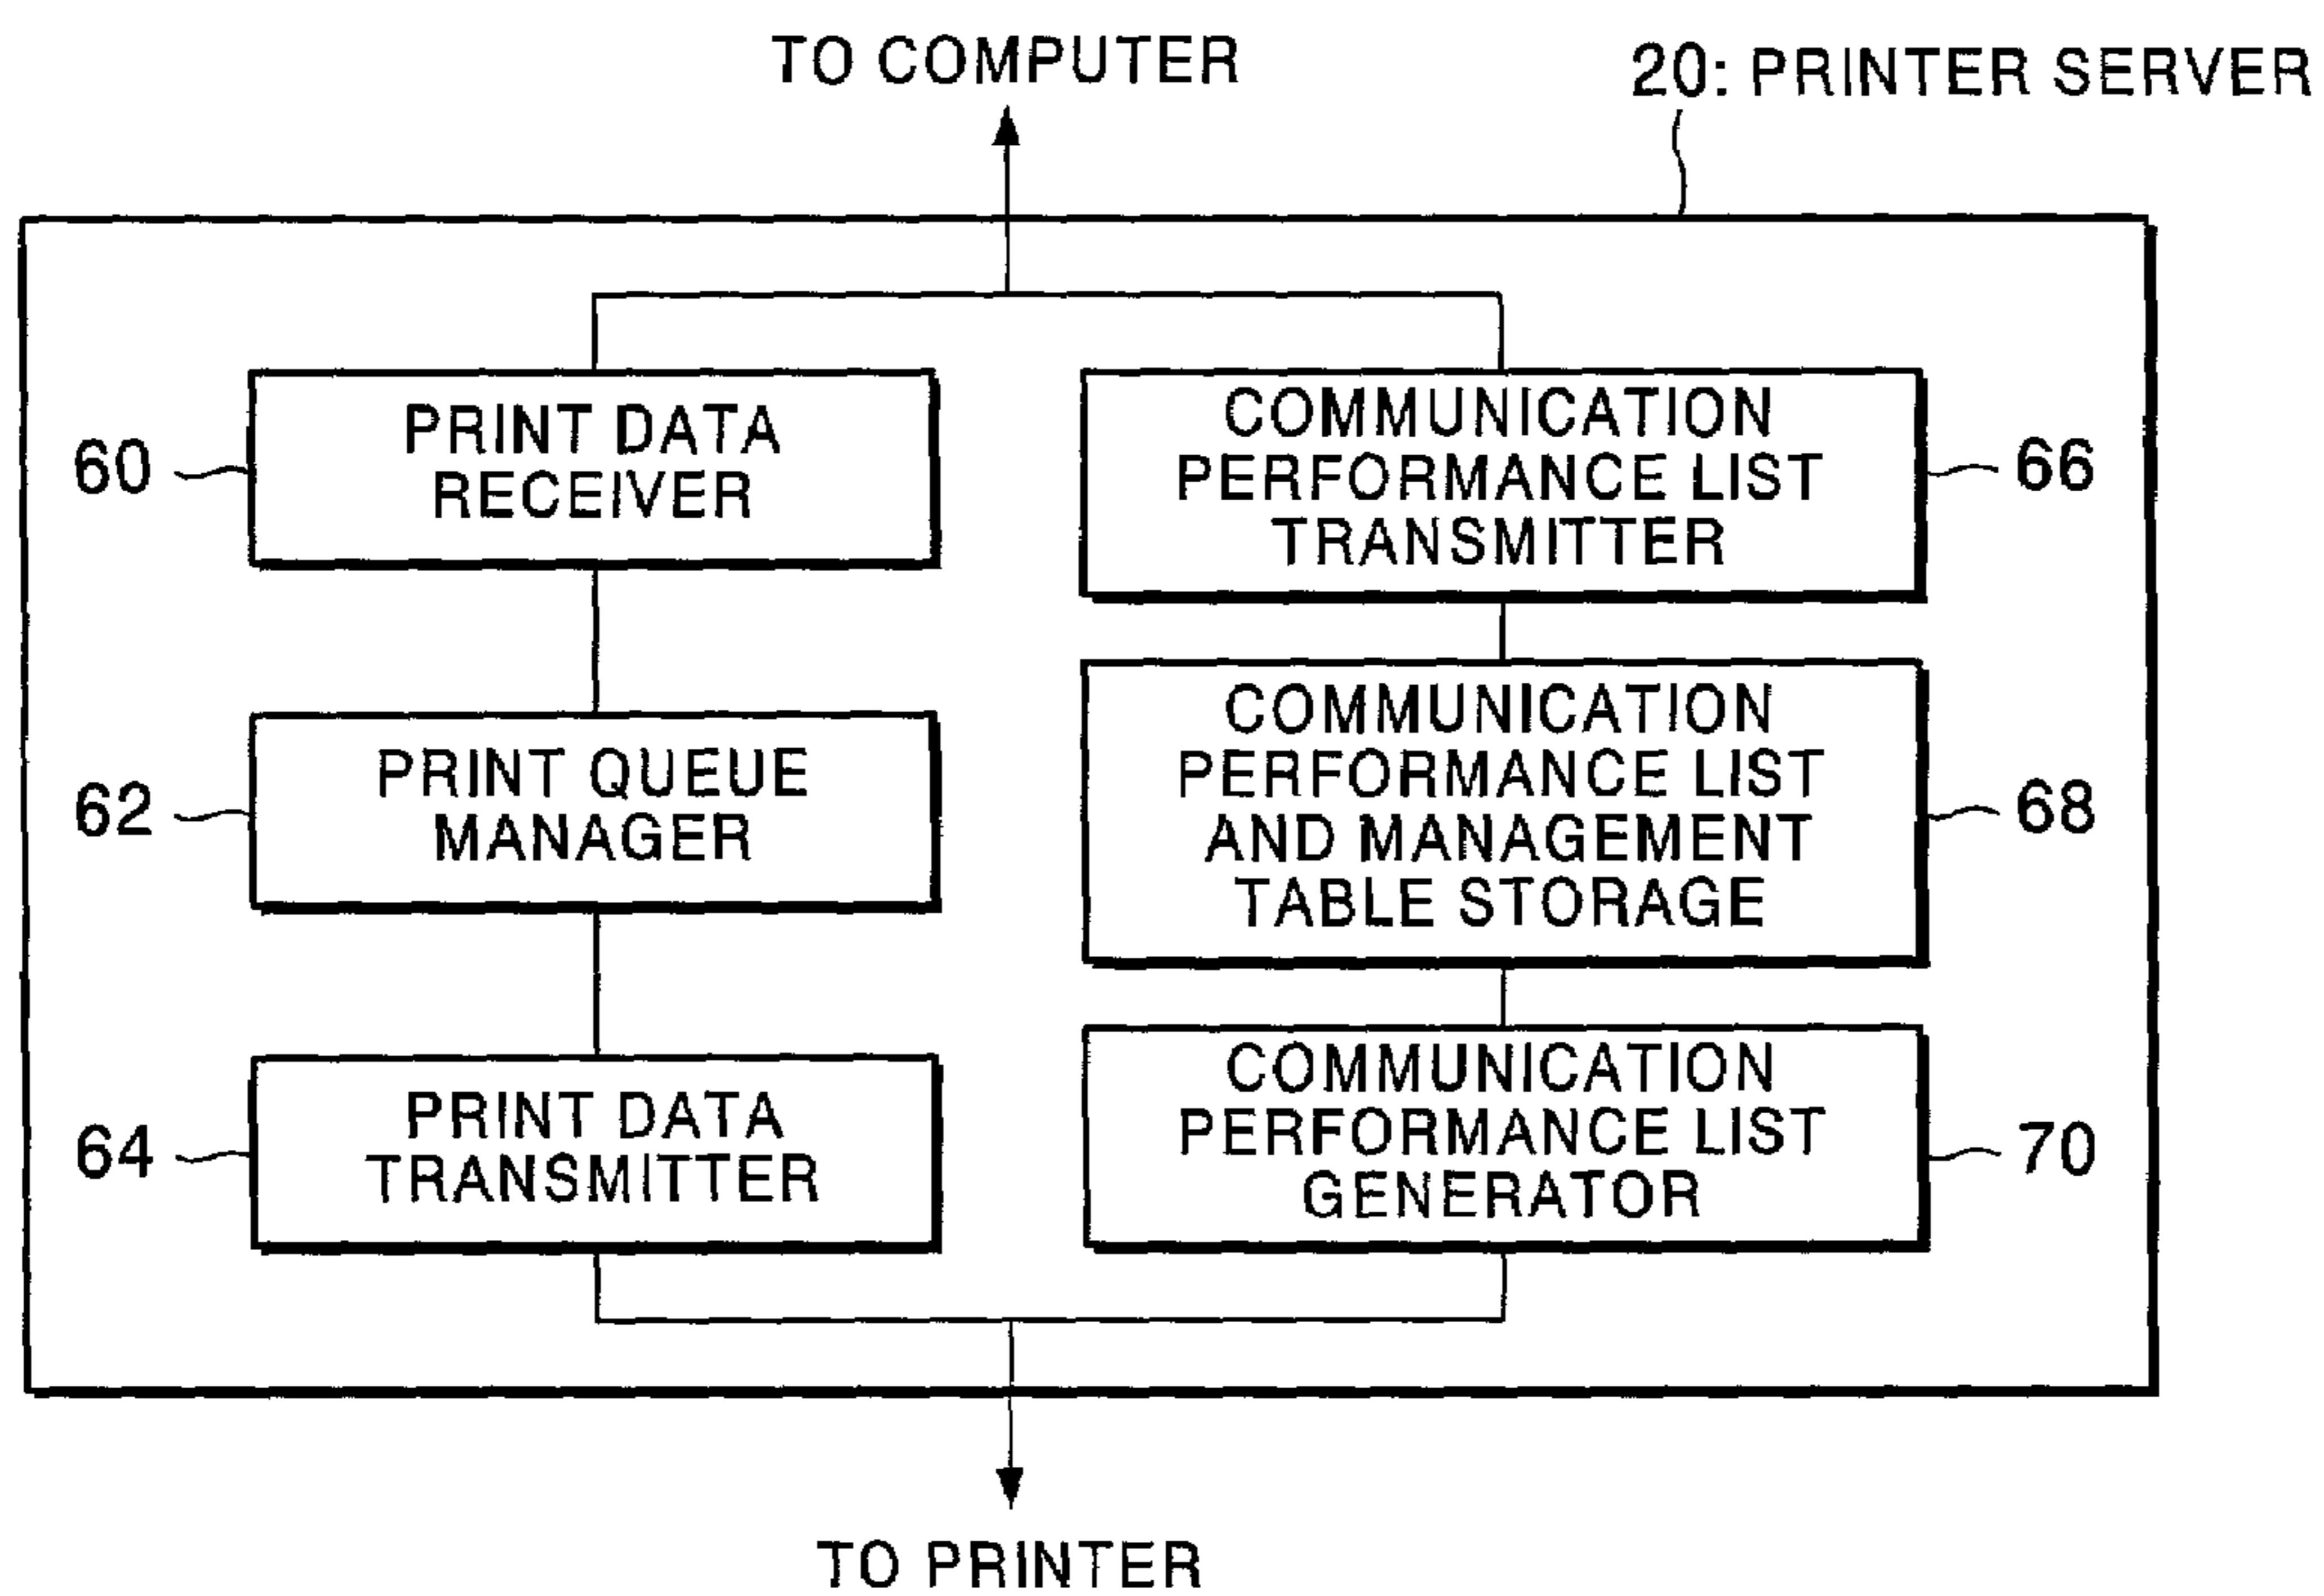 TO COMPUTER
20: PRINTER SERVER
60
PRINT DATA
RECEIVER
COMMUNICATION
PERFORMANCE LIST
TRANSMITTER
66
62
PRINT QUEUE
MANAGER
COMMUNICATION
PERFORMANCE LIST
AND MANAGEMENT
TABLE STORAGE
68
64
PRINT DATA
TRANSMITTER
COMMUNICATION
PERFORMANCE LIST
GENERATOR
70
TO PRINTER